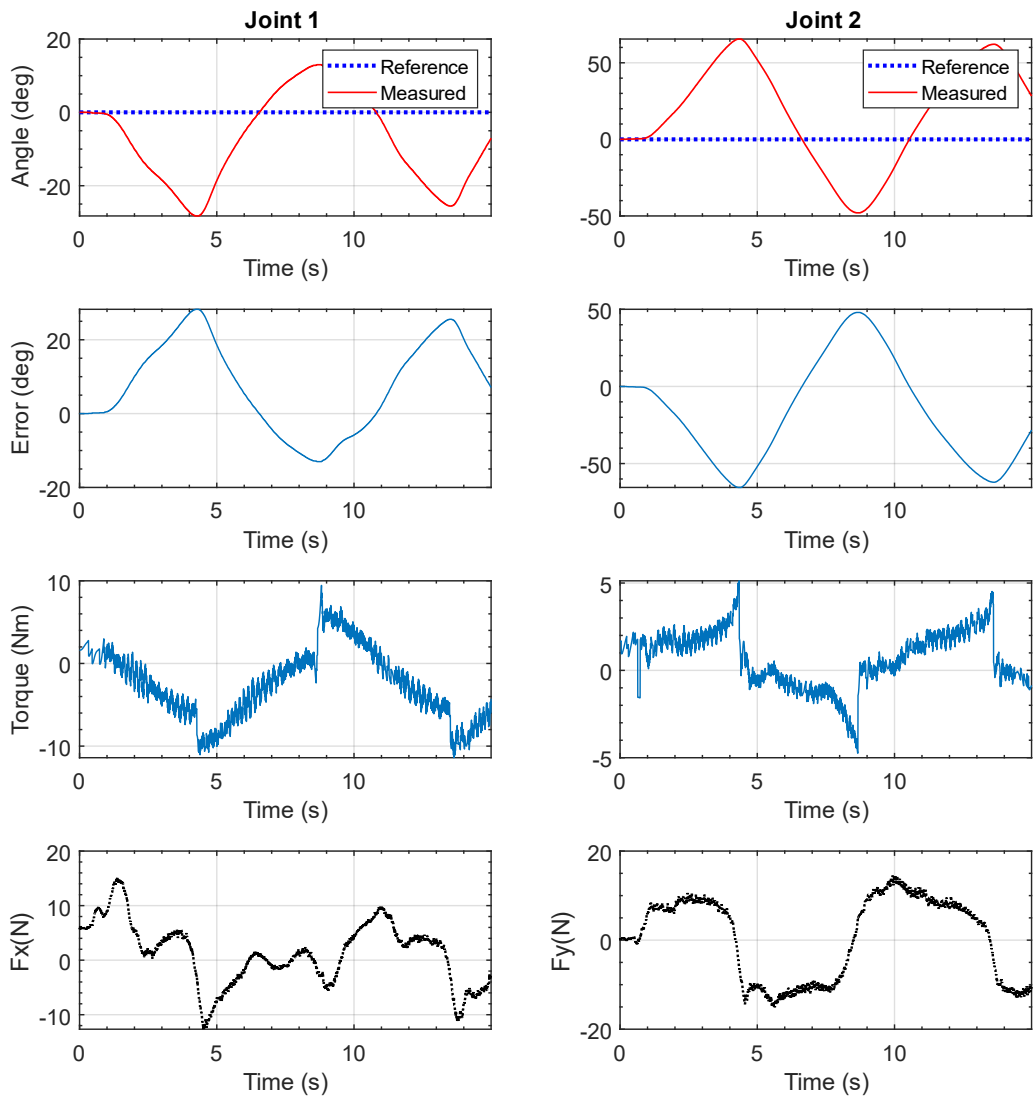 Joint 1
Joint 2
20
0
-20
Angle (deg)
Reference
Measured
0 5 10
Time (s)
50
0
-50
Reference
Measured
0 5 10
Time (s)
20
0
-20
Error (deg)
0 5 10
Time (s)
50
0
-50
0 5 10
Time (s)
10
0
-10
Torque (Nm)
0 5 10
Time (s)
5
0
-5
0 5 10
Time (s)
20
10
0
-10
Fx(N)
0 5 10
Time (s)
20
0
-20
Fy(N)
0 5 10
Time (s)